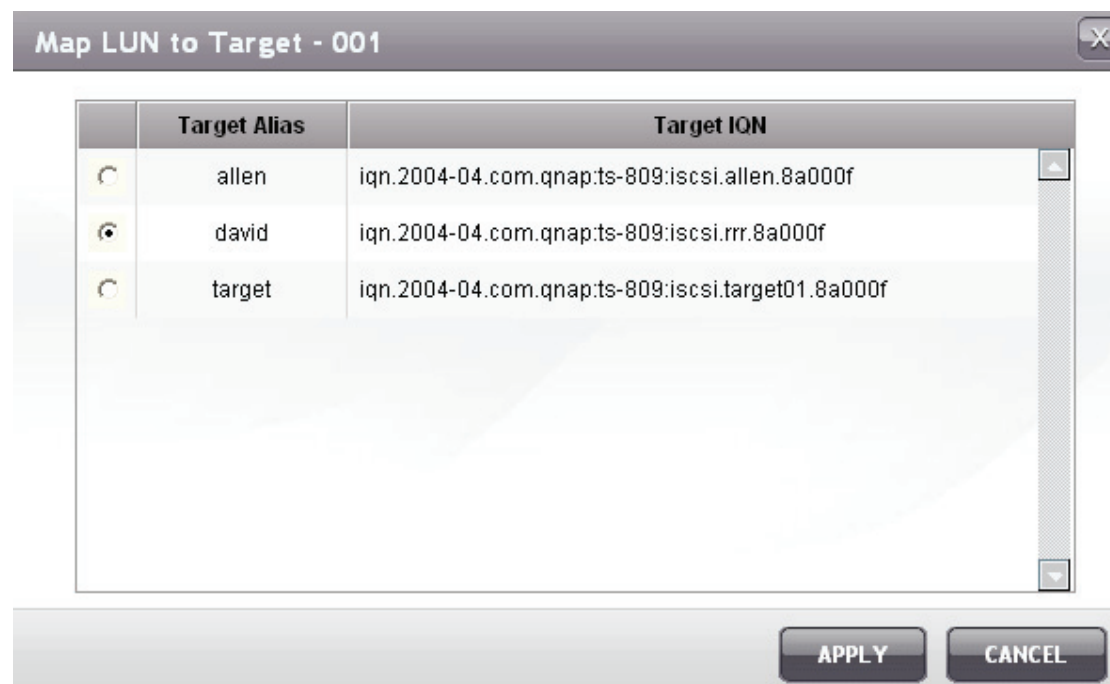 Map LUN to Target - 001
Target Alias Target IQN
allen iqn.2004-04.com.qnap:ts-809:iscsi.allen.8a000f
david iqn.2004-04.com.qnap:ts-809:iscsi.rrr.8a000f
target iqn.2004-04.com.qnap:ts-809:iscsi.target01.8a000f
APPLY CANCEL